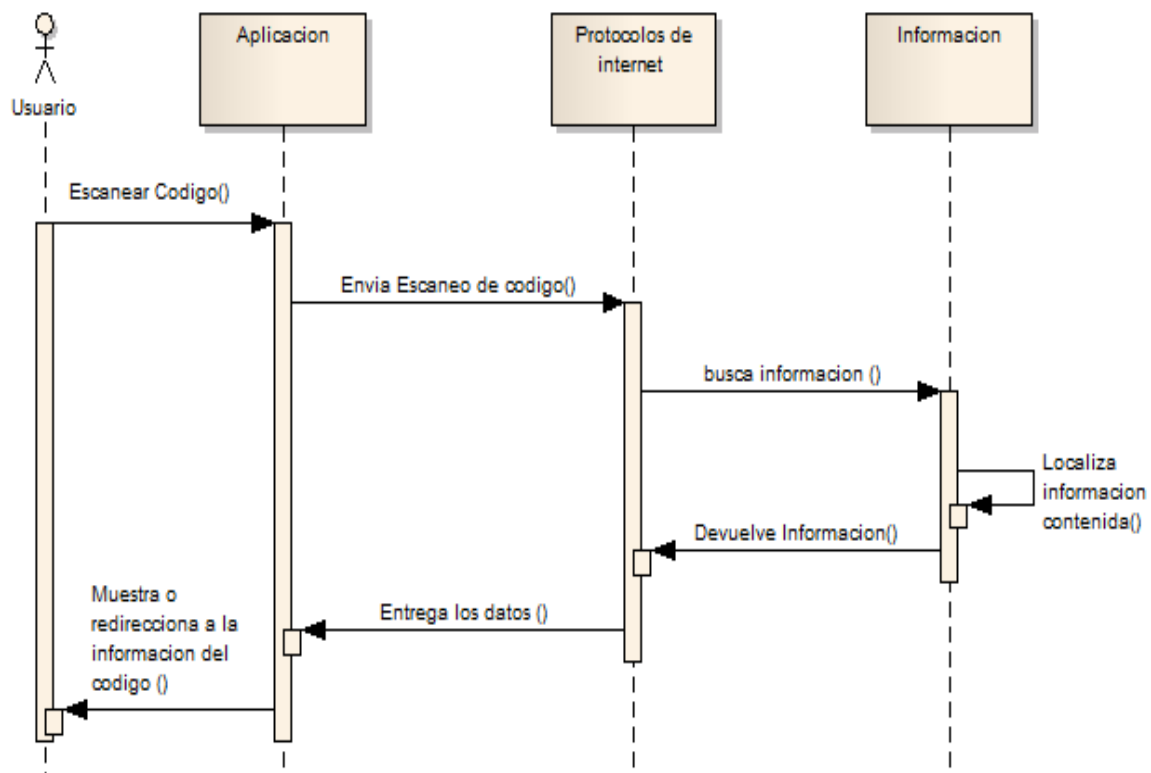 Usuario
Aplicacion
Protocolos de
internet
Informacion
Escanear Codigo()
Envia Escaneo de codigo()
busca informacion ()
Localiza
informacion
contenida()
Devuelve Informacion()
Entrega los datos ()
Muestra o
redirecciona a la
informacion del
codigo ()